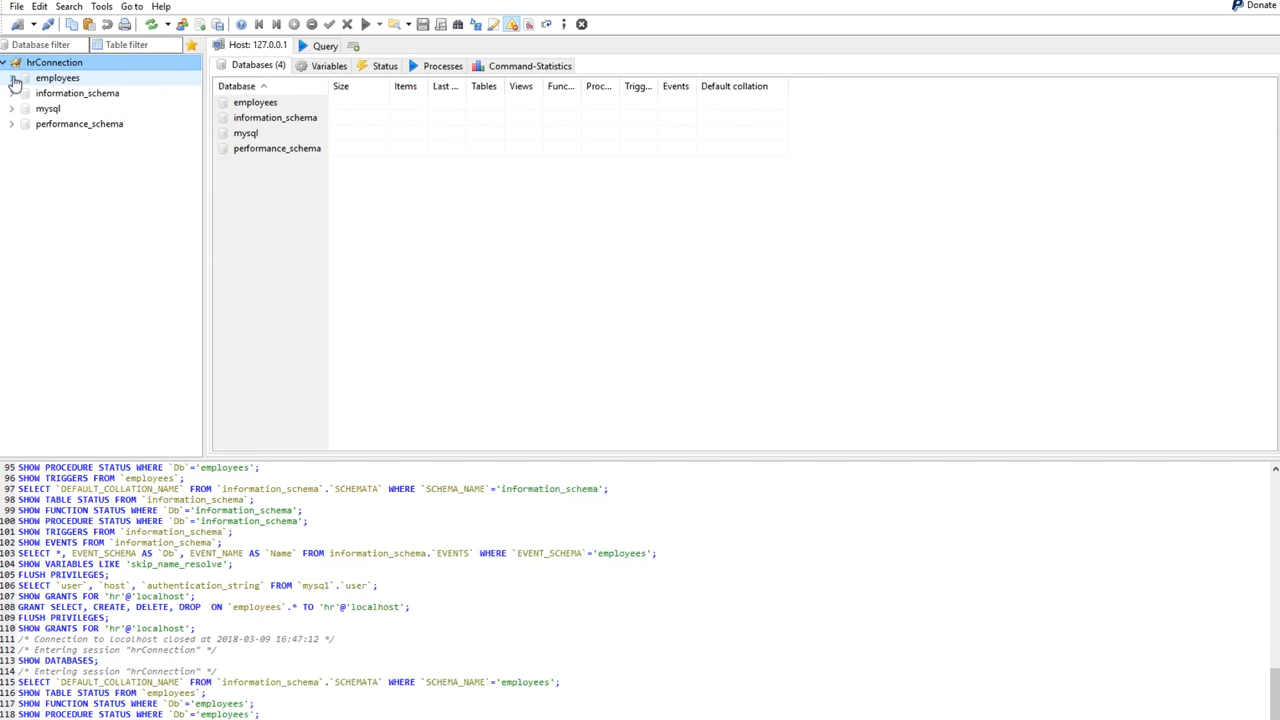 File Edit Search Tools Go to Help
Donate
Database filter Table filter
Host: 127.0.0.1 Query
hrConnection
employees
information_schema
mysql
performance_schema
Databases (4) Variables Status Processes Command-Statistics
Database Size Items Last ... Tables Views Func... Proc... Trigg... Events Default collation
employees
information_schema
mysql
performance_schema
95 SHOW PROCEDURE STATUS WHERE `Db`='employees';
96 SHOW TRIGGERS FROM `employees`;
97 SELECT `DEFAULT_COLLATION_NAME` FROM `information_schema`.`SCHEMATA` WHERE `SCHEMA_NAME`='information_schema';
98 SHOW TABLE STATUS FROM `information_schema`;
99 SHOW FUNCTION STATUS WHERE `Db`='information_schema';
100 SHOW PROCEDURE STATUS WHERE `Db`='information_schema';
101 SHOW TRIGGERS FROM `information_schema`;
102 SHOW EVENTS FROM `information_schema`;
103 SELECT *, EVENT_SCHEMA AS `Db`, EVENT_NAME AS `Name` FROM information_schema.`EVENTS` WHERE `EVENT_SCHEMA`='employees';
104 SHOW VARIABLES LIKE 'skip_name_resolve';
105 FLUSH PRIVILEGES;
106 SELECT `user`, `host`, `authentication_string` FROM `mysql`.`user`;
107 SHOW GRANTS FOR 'hr'@'localhost';
108 GRANT SELECT, CREATE, DELETE, DROP  ON `employees`.* TO 'hr'@'localhost';
109 FLUSH PRIVILEGES;
110 SHOW GRANTS FOR 'hr'@'localhost';
111 /* Connection to localhost closed at 2018-03-09 16:47:12 */
112 /* Entering session "hrConnection" */
113 SHOW DATABASES;
114 /* Entering session "hrConnection" */
115 SELECT `DEFAULT_COLLATION_NAME` FROM `information_schema`.`SCHEMATA` WHERE `SCHEMA_NAME`='employees';
116 SHOW TABLE STATUS FROM `employees`;
117 SHOW FUNCTION STATUS WHERE `Db`='employees';
118 SHOW PROCEDURE STATUS WHERE `Db`='employees';